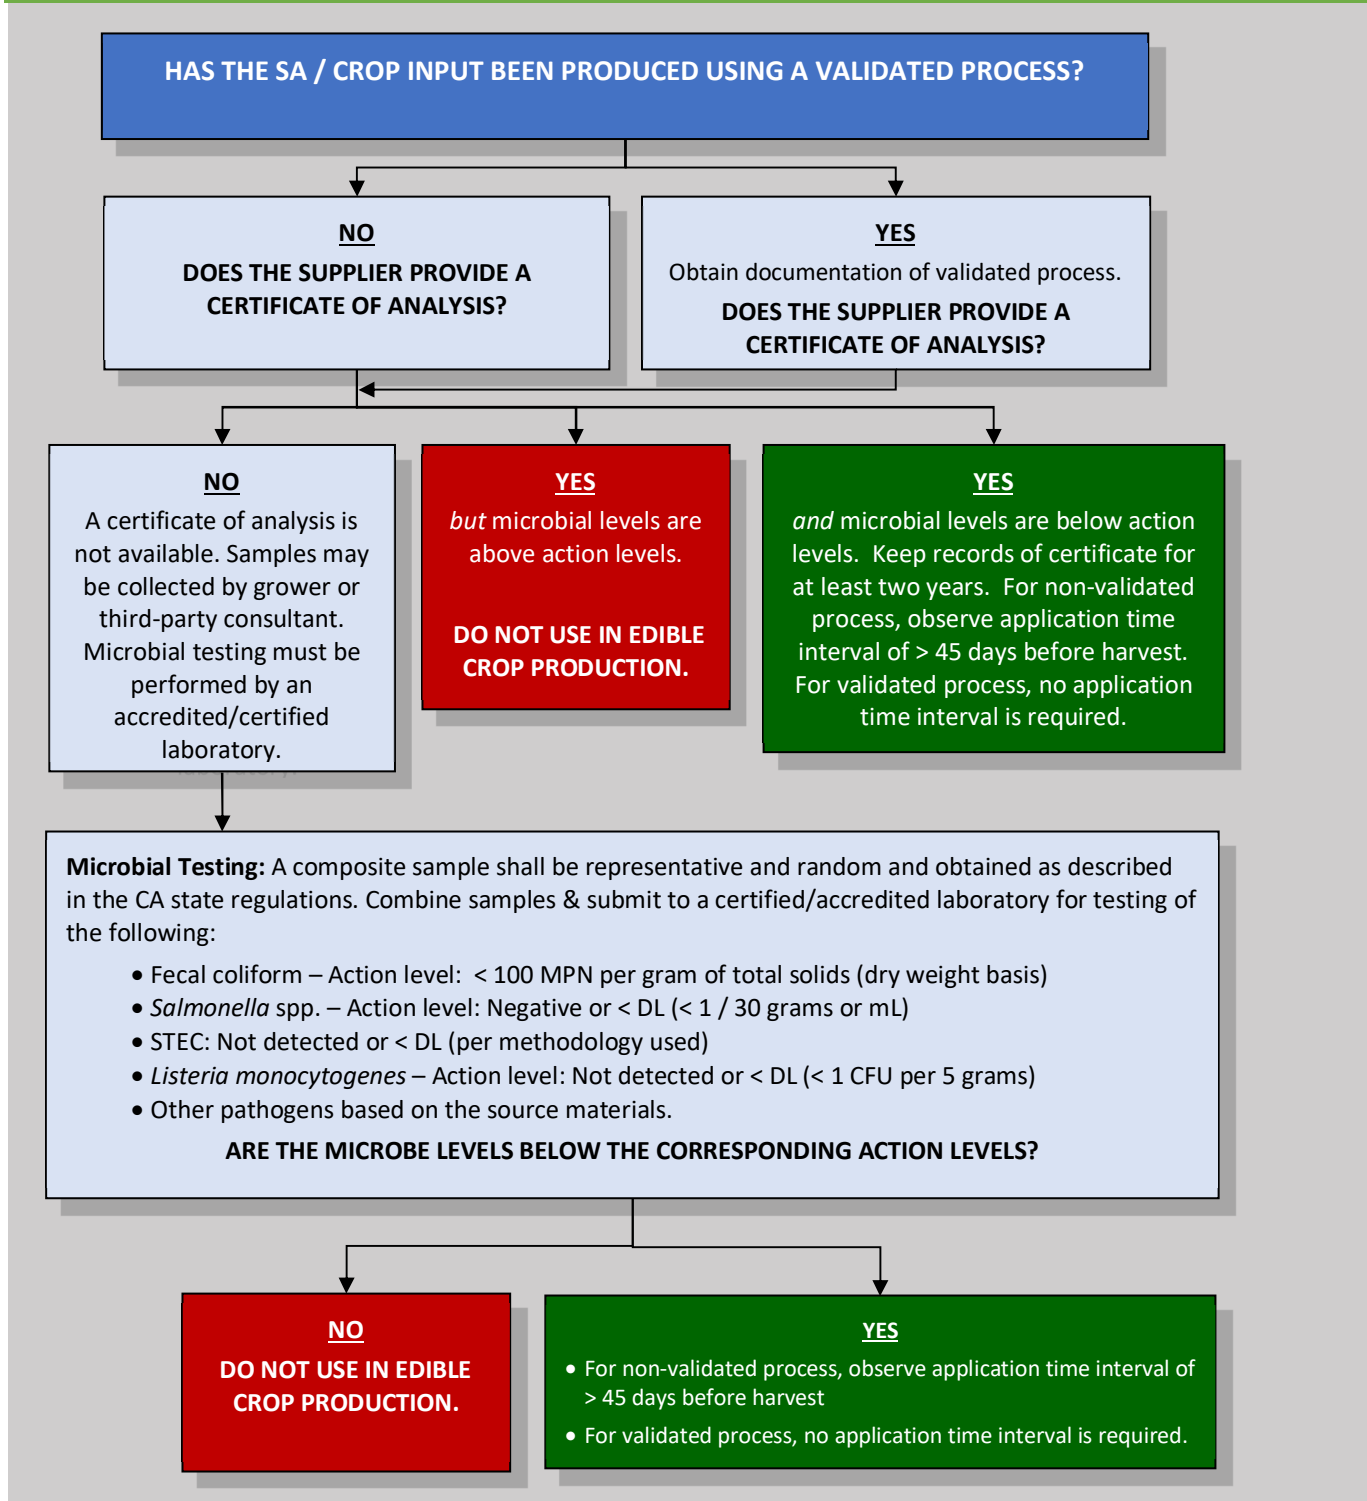 HAS THE SA / CROP INPUT BEEN PRODUCED USING A VALIDATED PROCESS?
NO
DOES THE SUPPLIER PROVIDE A
CERTIFICATE OF ANALYSIS?
YES
Obtain documentation of validated process.
DOES THE SUPPLIER PROVIDE A
CERTIFICATE OF ANALYSIS?
NO
A certificate of analysis is
not available. Samples may
be collected by grower or
third-party consultant.
Microbial testing must be
performed by an
accredited/certified
laboratory.
YES
but microbial levels are
above action levels.
DO NOT USE IN EDIBLE
CROP PRODUCTION.
YES
and microbial levels are below action
levels.  Keep records of certificate for
at least two years.  For non-validated
process, observe application time
interval of > 45 days before harvest.
For validated process, no application
time interval is required.
Microbial Testing: A composite sample shall be representative and random and obtained as described
in the CA state regulations. Combine samples & submit to a certified/accredited laboratory for testing of
the following:
• Fecal coliform – Action level:  < 100 MPN per gram of total solids (dry weight basis)
• Salmonella spp. – Action level: Negative or < DL (< 1 / 30 grams or mL)
• STEC: Not detected or < DL (per methodology used)
• Listeria monocytogenes – Action level: Not detected or < DL (< 1 CFU per 5 grams)
• Other pathogens based on the source materials.
ARE THE MICROBE LEVELS BELOW THE CORRESPONDING ACTION LEVELS?
NO
DO NOT USE IN EDIBLE
CROP PRODUCTION.
YES
• For non-validated process, observe application time interval of
> 45 days before harvest
• For validated process, no application time interval is required.